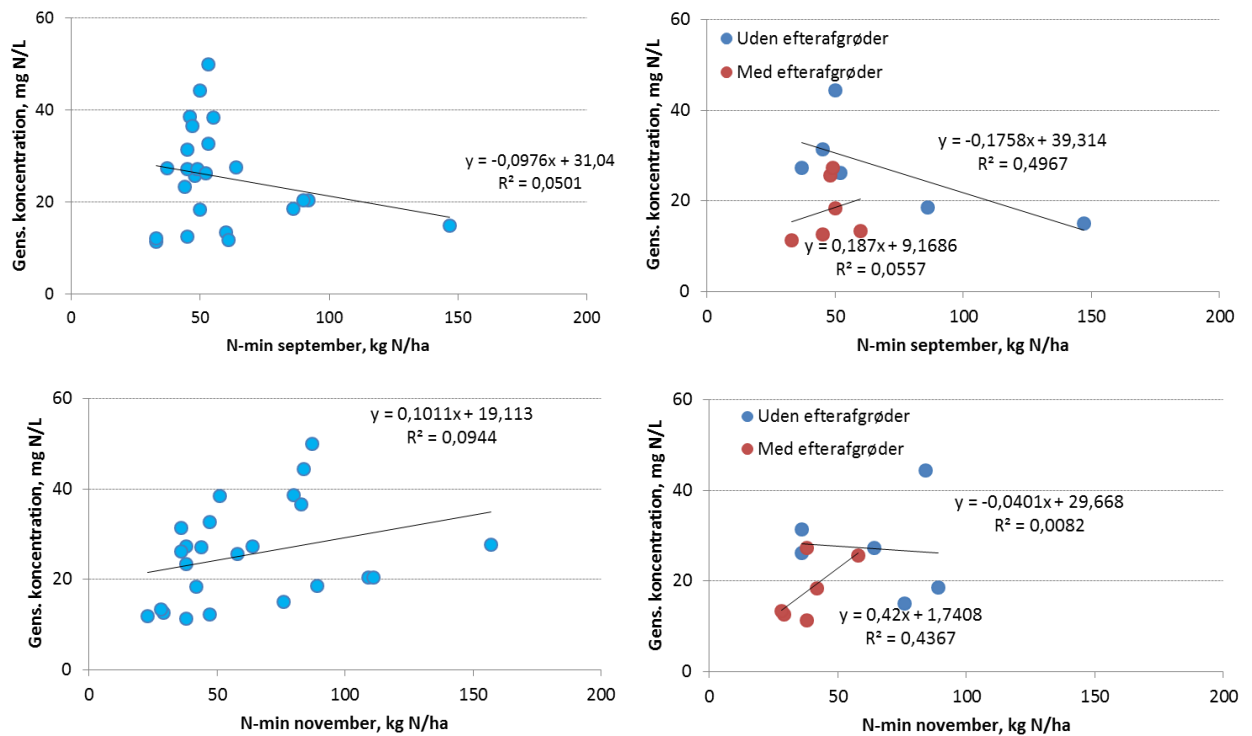 Gens. koncentration, mg N/L
60
40
20
0
y = -0,0976x + 31,04
R² = 0,0501
0 50 100 150 200
N-min september, kg N/ha
Gens. koncentration, mg N/L
60
40
20
0
Uden efterafgrøder
Med efterafgrøder
y = -0,1758x + 39,314
R² = 0,4967
y = 0,187x + 9,1686
R² = 0,0557
0 50 100 150 200
N-min september, kg N/ha
Gens. koncentration, mg N/L
60
40
20
0
y = 0,1011x + 19,113
R² = 0,0944
0 50 100 150 200
N-min november, kg N/ha
Gens. koncentration, mg N/L
60
40
20
0
Uden efterafgrøder
Med efterafgrøder
y = -0,0401x + 29,668
R² = 0,0082
y = 0,42x + 1,7408
R² = 0,4367
0 50 100 150 200
N-min november, kg N/ha